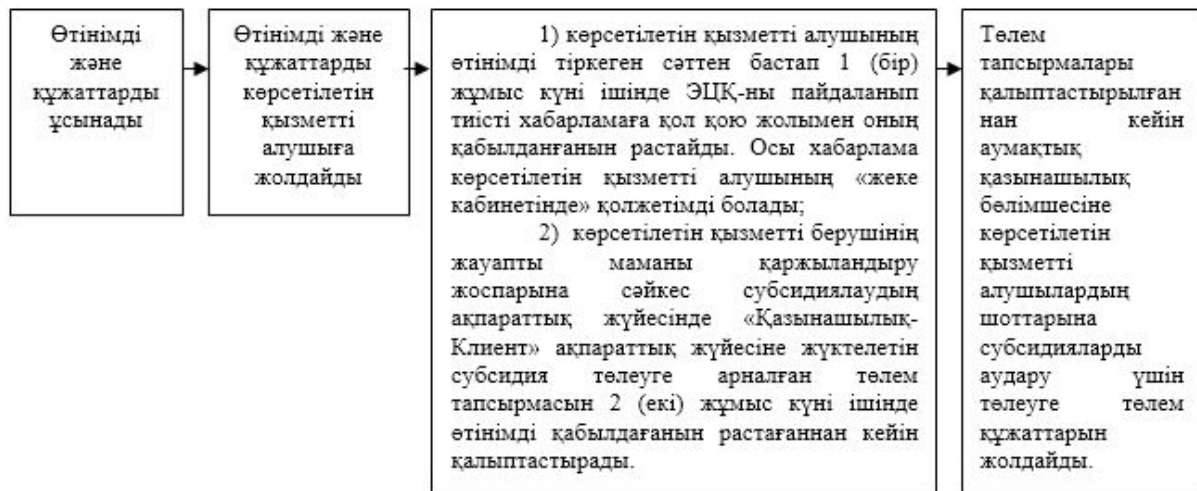 Өтінімді
және
құжаттарды
ұсынады
Өтінімді және
құжаттарды
көрсетілетін
қызметті
алушыға
жолдайды
1) көрсетілетін қызметті алушының
өтінімді тіркеген сәттен бастап 1 (бір)
жұмыс күні ішінде ЭЦҚ-ны пайдаланып
тиісті хабарламаға қол қою жолымен оның
қабылданғанын растайды. Осы хабарлама
көрсетілетін қызметті алушының «жеке
кабинетінде» қолжетімді болады;
2) көрсетілетін қызметті берушінің
жауапты маманы қаржыландыру
жоспарына сәйкес субсидиялаудың
ақпараттық жүйесінде «Қазынашылық-
Клиент» ақпараттық жүйесіне жүктелетін
субсидия төлеуге арналған төлем
тапсырмасын 2 (екі) жұмыс күні ішінде
өтінімді қабылдағанын растағаннан кейін
қалыптастырады.
Төлем
тапсырмалары
қалыптастырылған
нан кейін
аумақтық
қазынашылық
бөлімшесіне
көрсетілетін
қызметті
алушылардың
шоттарына
субсидияларды
аудару үшін
төлеуге төлем
құжаттарын
жолдайды.